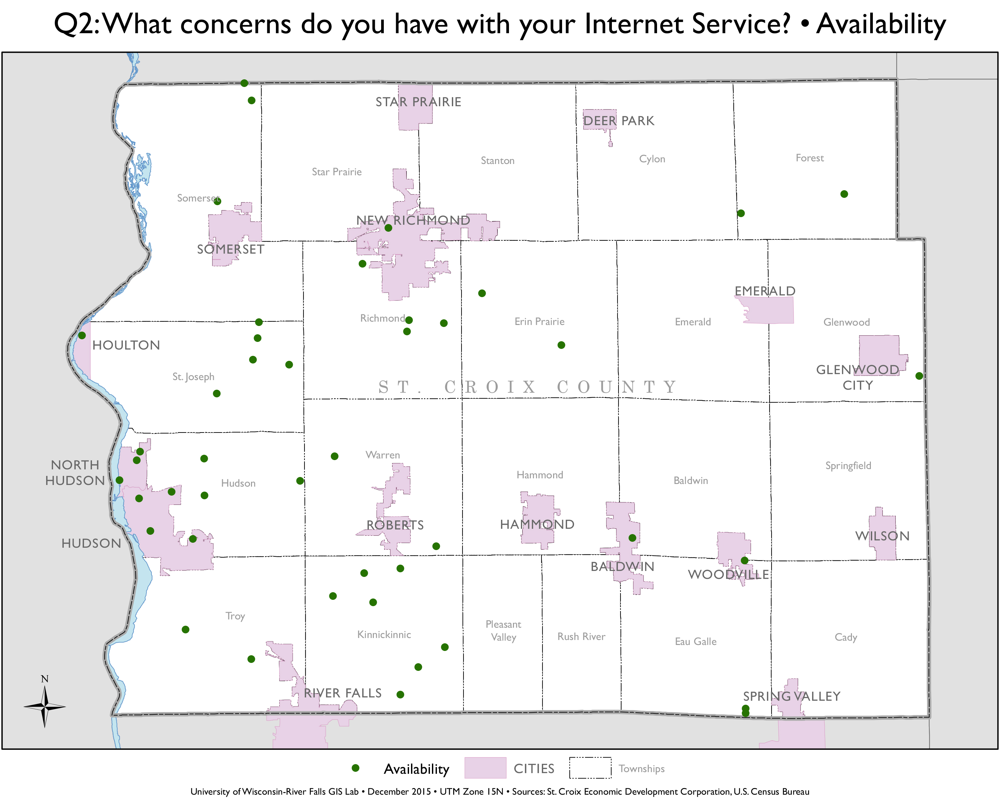 Q2: What concerns do you have with your Internet Service? • Availability
STAR PRAIRIE
DEER PARK
Forest
Cylon
Stanton
Star Prairie
Somerset
NEW RICHMOND
SOMERSET
EMERALD
Richmond
Erin Prairie
Emerald
Glenwood
HOULTON
GLENWOOD
CITY
St. Joseph
ST. CROIX COUNTY
Warren
NORTH
HUDSON
Springfield
Hammond
Baldwin
Hudson
ROBERTS
HAMMOND
WILSON
HUDSON
BALDWIN
WOODVILLE
Troy
Pleasant
Valley
Kinnickinnic
Rush River
Eau Galle
Cady
N
RIVER FALLS
SPRING VALLEY
Availability
CITIES
Townships
University of Wisconsin-River Falls GIS Lab • December 2015 • UTM Zone 15N • Sources: St. Croix Economic Development Corporation, U.S. Census Bureau